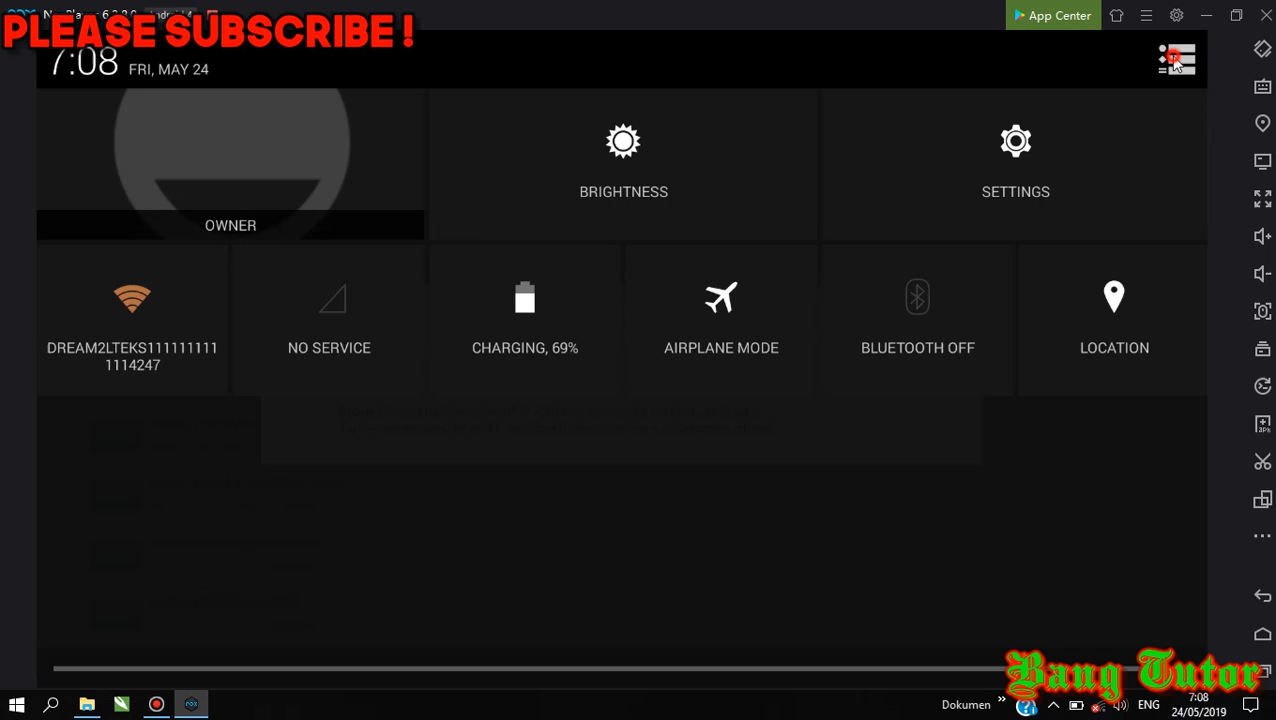 App Center
PLEASE SUBSCRIBE !
7:08 FRI, MAY 24
OWNER
BRIGHTNESS
SETTINGS
DREAM2LTEKS111111111
1114247
NO SERVICE
CHARGING, 69%
AIRPLANE MODE
BLUETOOTH OFF
LOCATION
Bang Tutor
Dokumen
ENG
7:08
24/05/2019